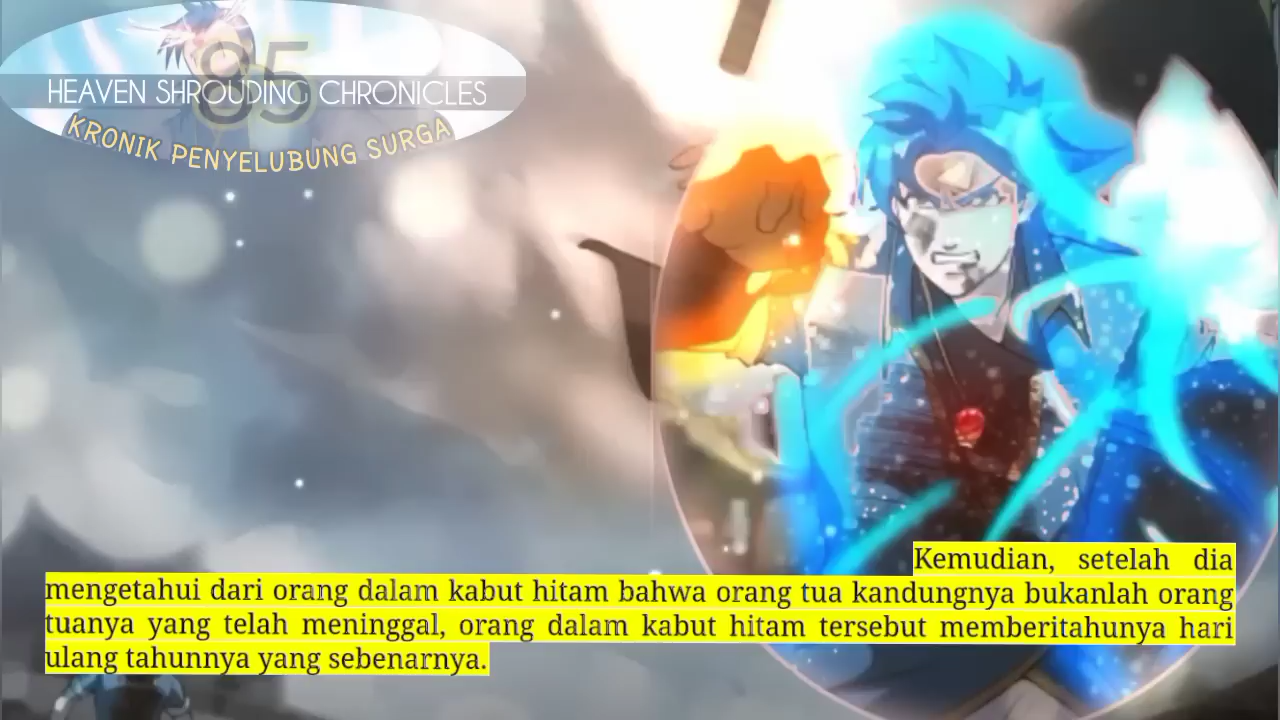 85
HEAVEN SHROUDING CHRONICLES
KRONIK PENYELUBUNG SURGA
Kemudian, setelah dia
mengetahui dari orang dalam kabut hitam bahwa orang tua kandungnya bukanlah orang
tuanya yang telah meninggal, orang dalam kabut hitam tersebut memberitahunya hari
ulang tahunnya yang sebenarnya.